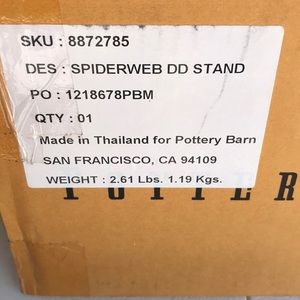 SKU : 8872785
DES : SPIDERWEB DD STAND
PO : 1218678PBM
QTY : 01
Made in Thailand for Pottery Barn
SAN FRANCISCO, CA 94109
WEIGHT : 2.61 Lbs. 1.19 Kgs.
POTTER